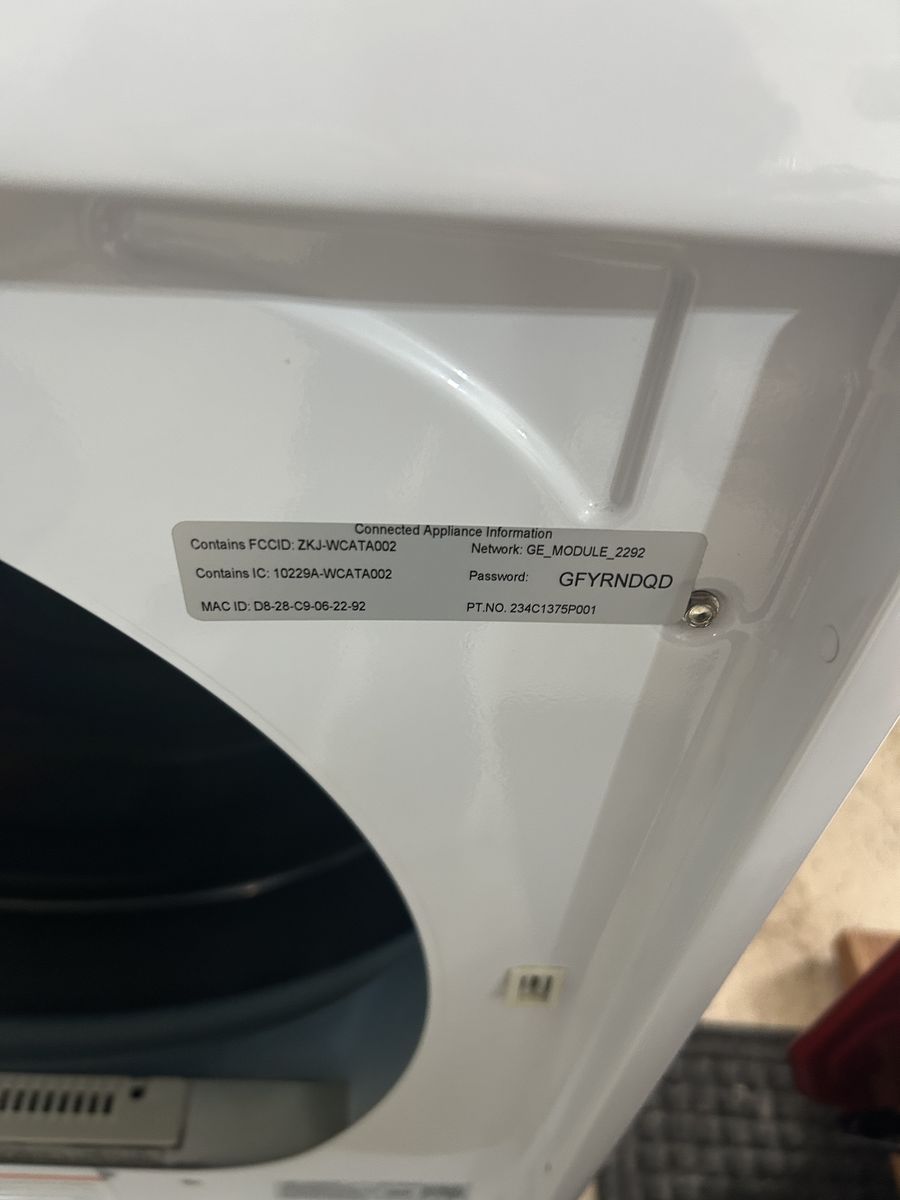 Connected Appliance Information
Contains FCCID: ZKJ-WCATA002
Network: GE_MODULE_2292
Contains IC: 10229A-WCATA002
Password: GFYRNDQD
MAC ID: D8-28-C9-06-22-92
PT.NO. 234C1375P001